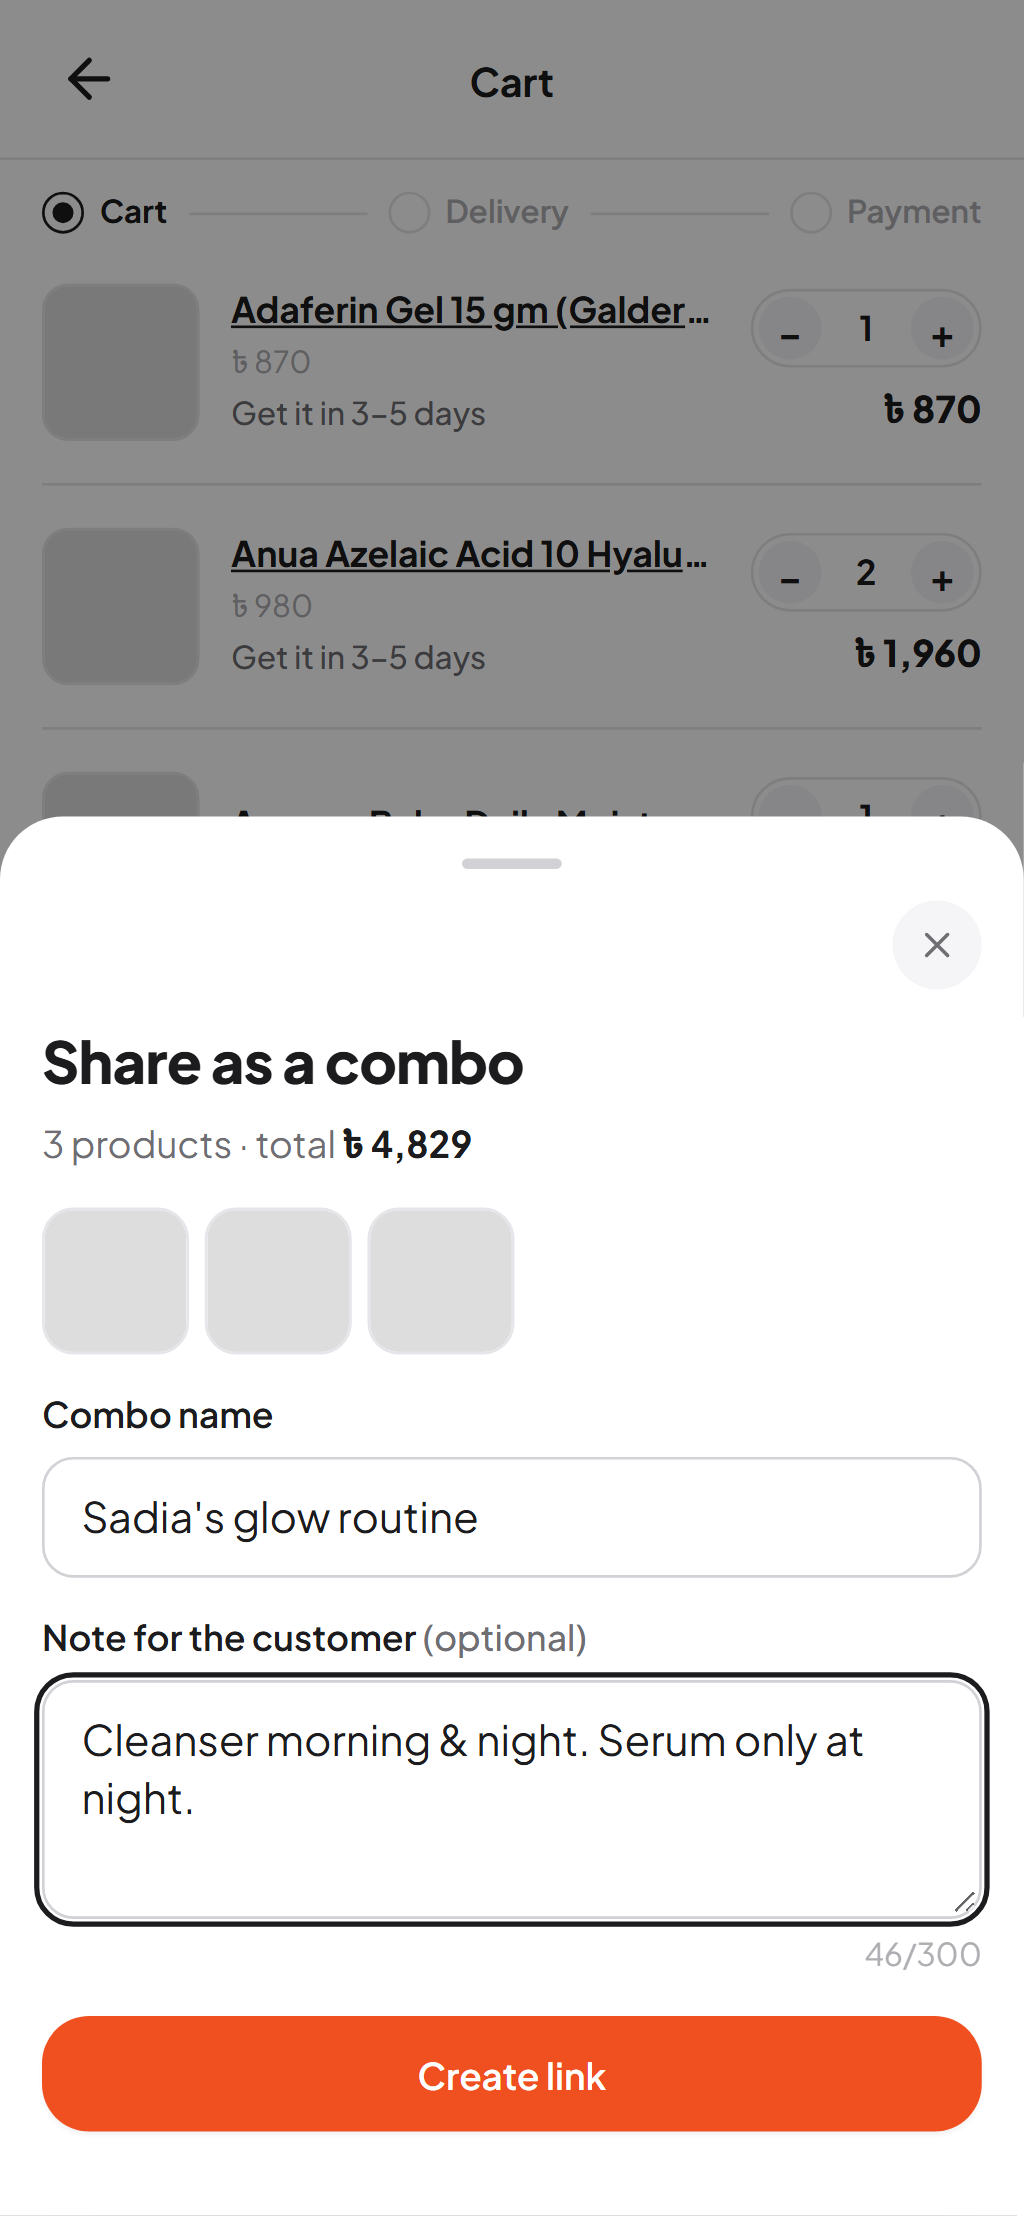 Cart
Cart
Delivery
Payment
Adaferin Gel 15 gm (Galder...
1
৳ 870
Get it in 3–5 days
৳ 870
Anua Azelaic Acid 10 Hyalu...
2
৳ 980
Get it in 3–5 days
৳ 1,960
1
Share as a combo
3 products · total ৳ 4,829
Combo name
Sadia's glow routine
Note for the customer (optional)
Cleanser morning & night. Serum only at
night.
46/300
Create link